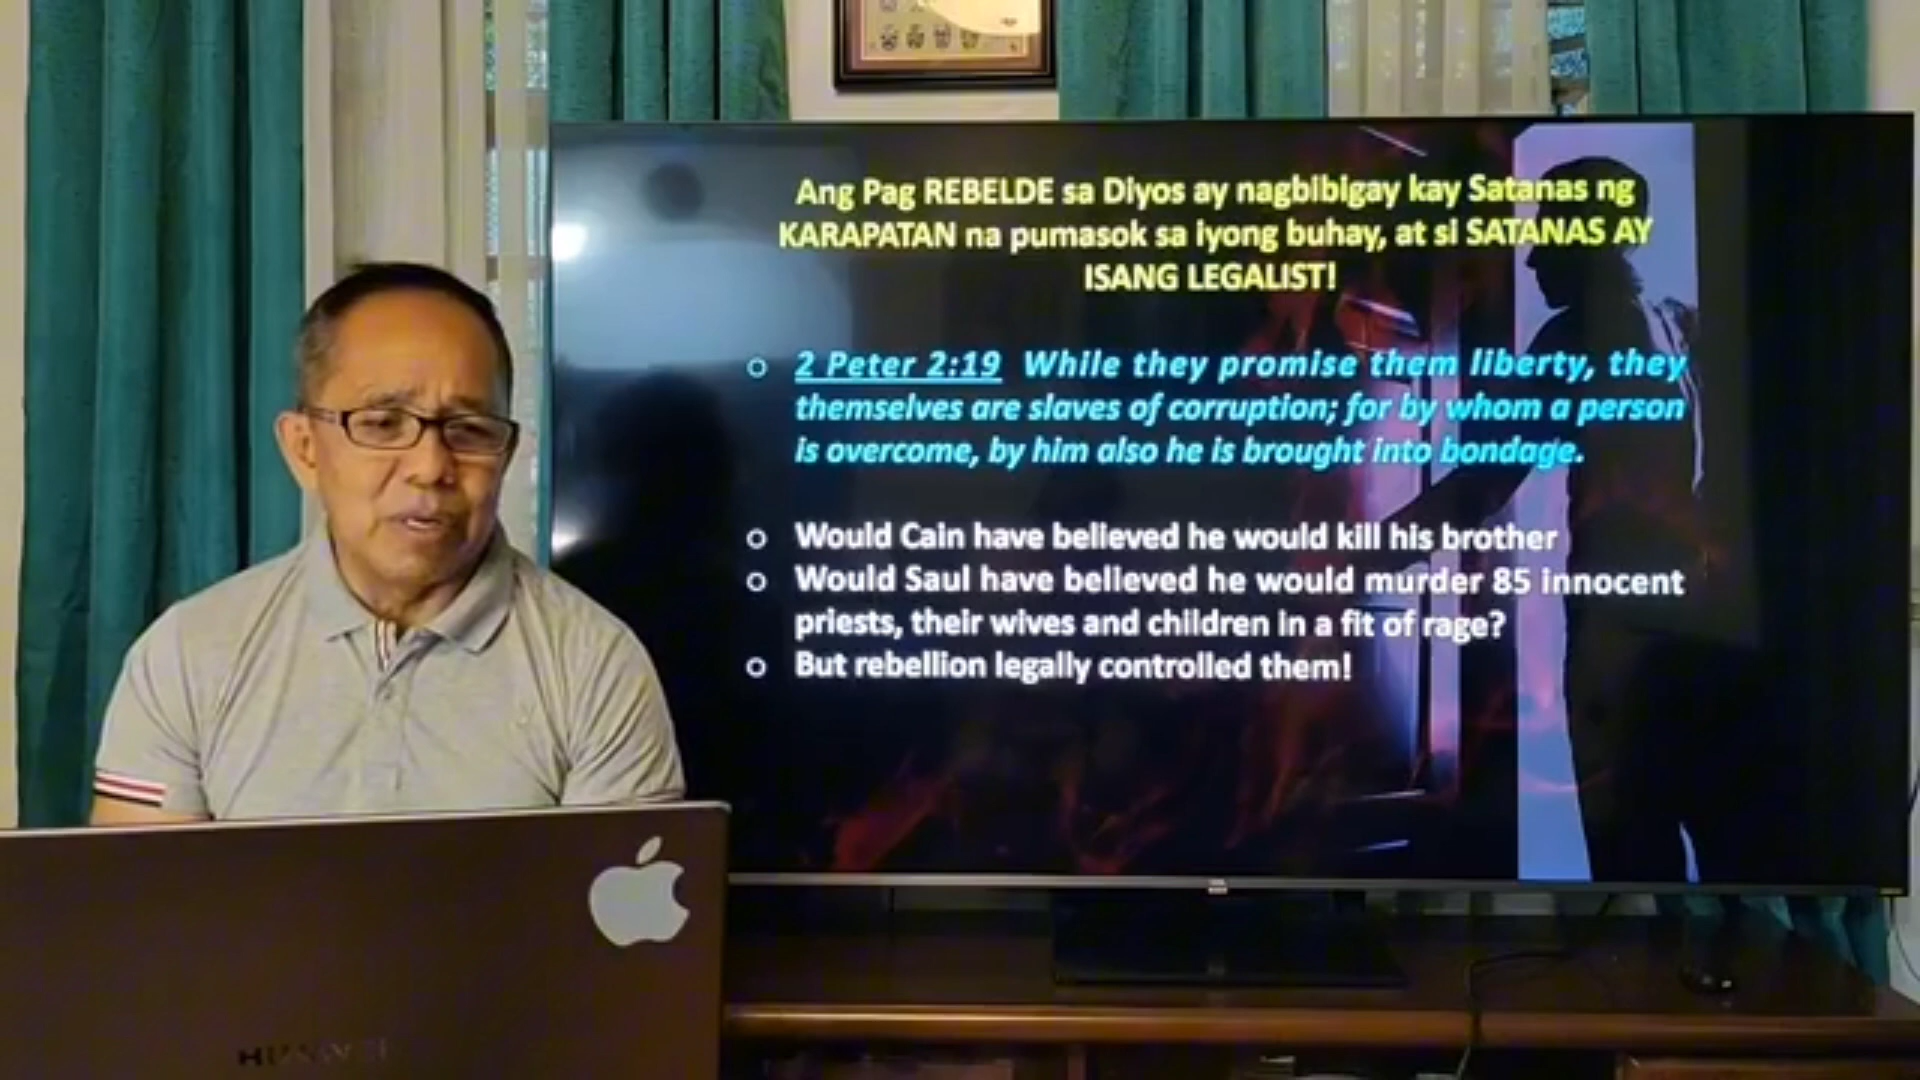 Ang Pag REBELDE sa Diyos ay nagbibigay kay Satanas ng
KARAPATAN na pumasok sa iyong buhay, at si SATANAS AY
ISANG LEGALIST!
2 Peter 2:19 While they promise them liberty, they
themselves are slaves of corruption; for by whom a person
is overcome, by him also he is brought into bondage.
Would Cain have believed he would kill his brother
Would Saul have believed he would murder 85 innocent
priests, their wives and children in a fit of rage?
But rebellion legally controlled them!